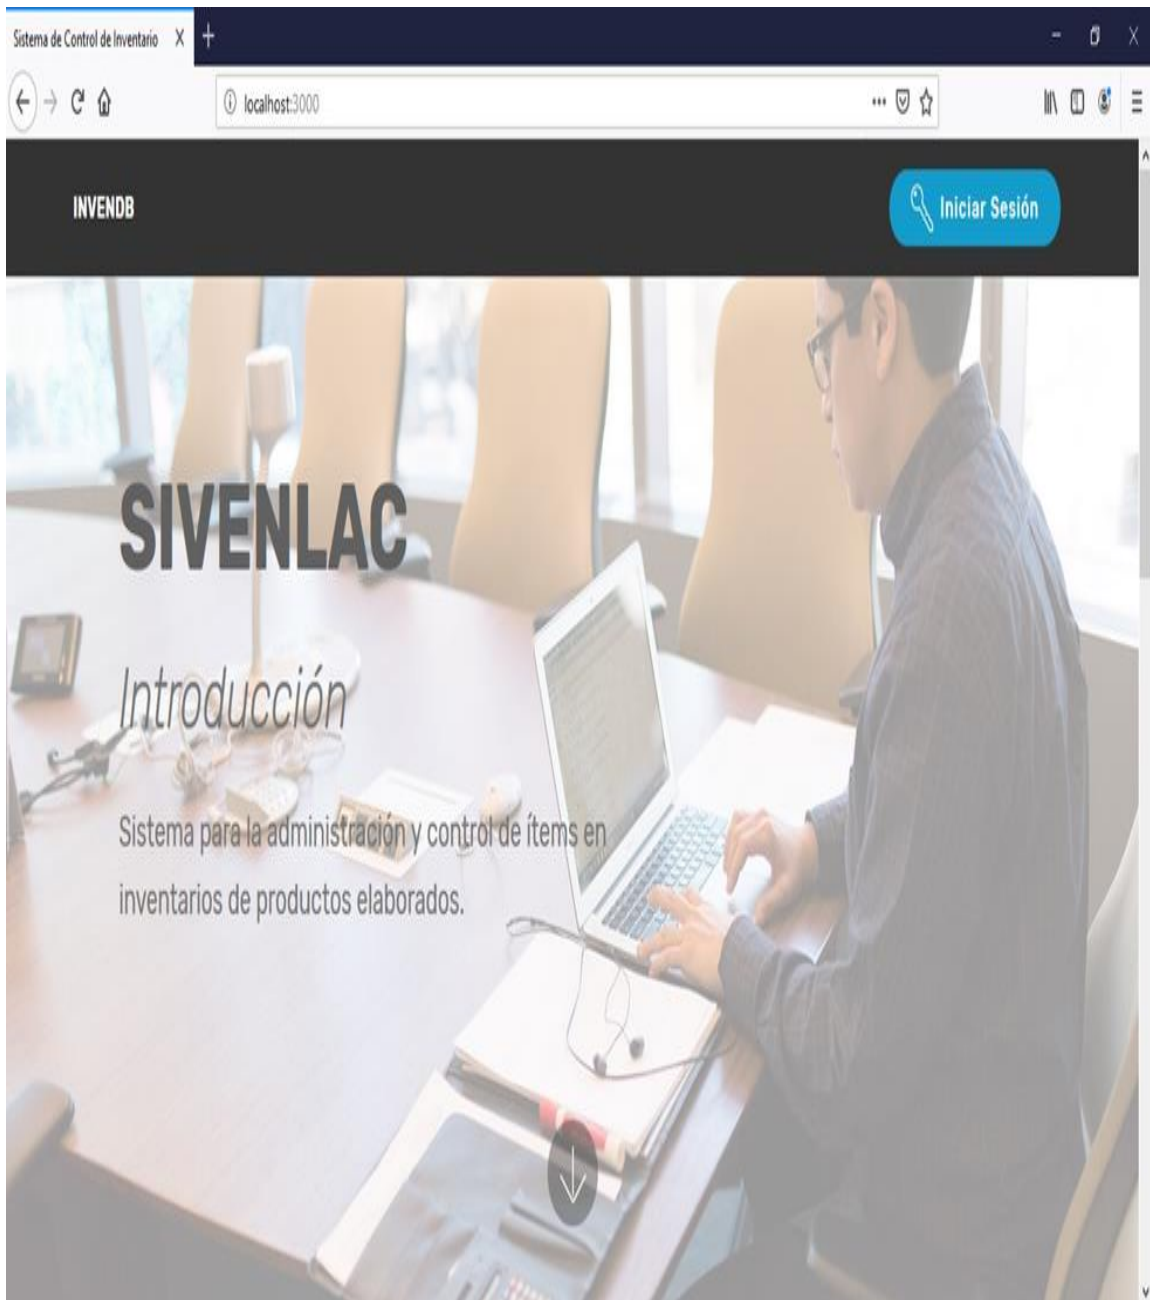 Sistema de Control de Inventario
localhost:3000
INVENDB
Iniciar Sesión
SIVENLAC
Introducción
Sistema para la administración y control de ítems en
inventarios de productos elaborados.